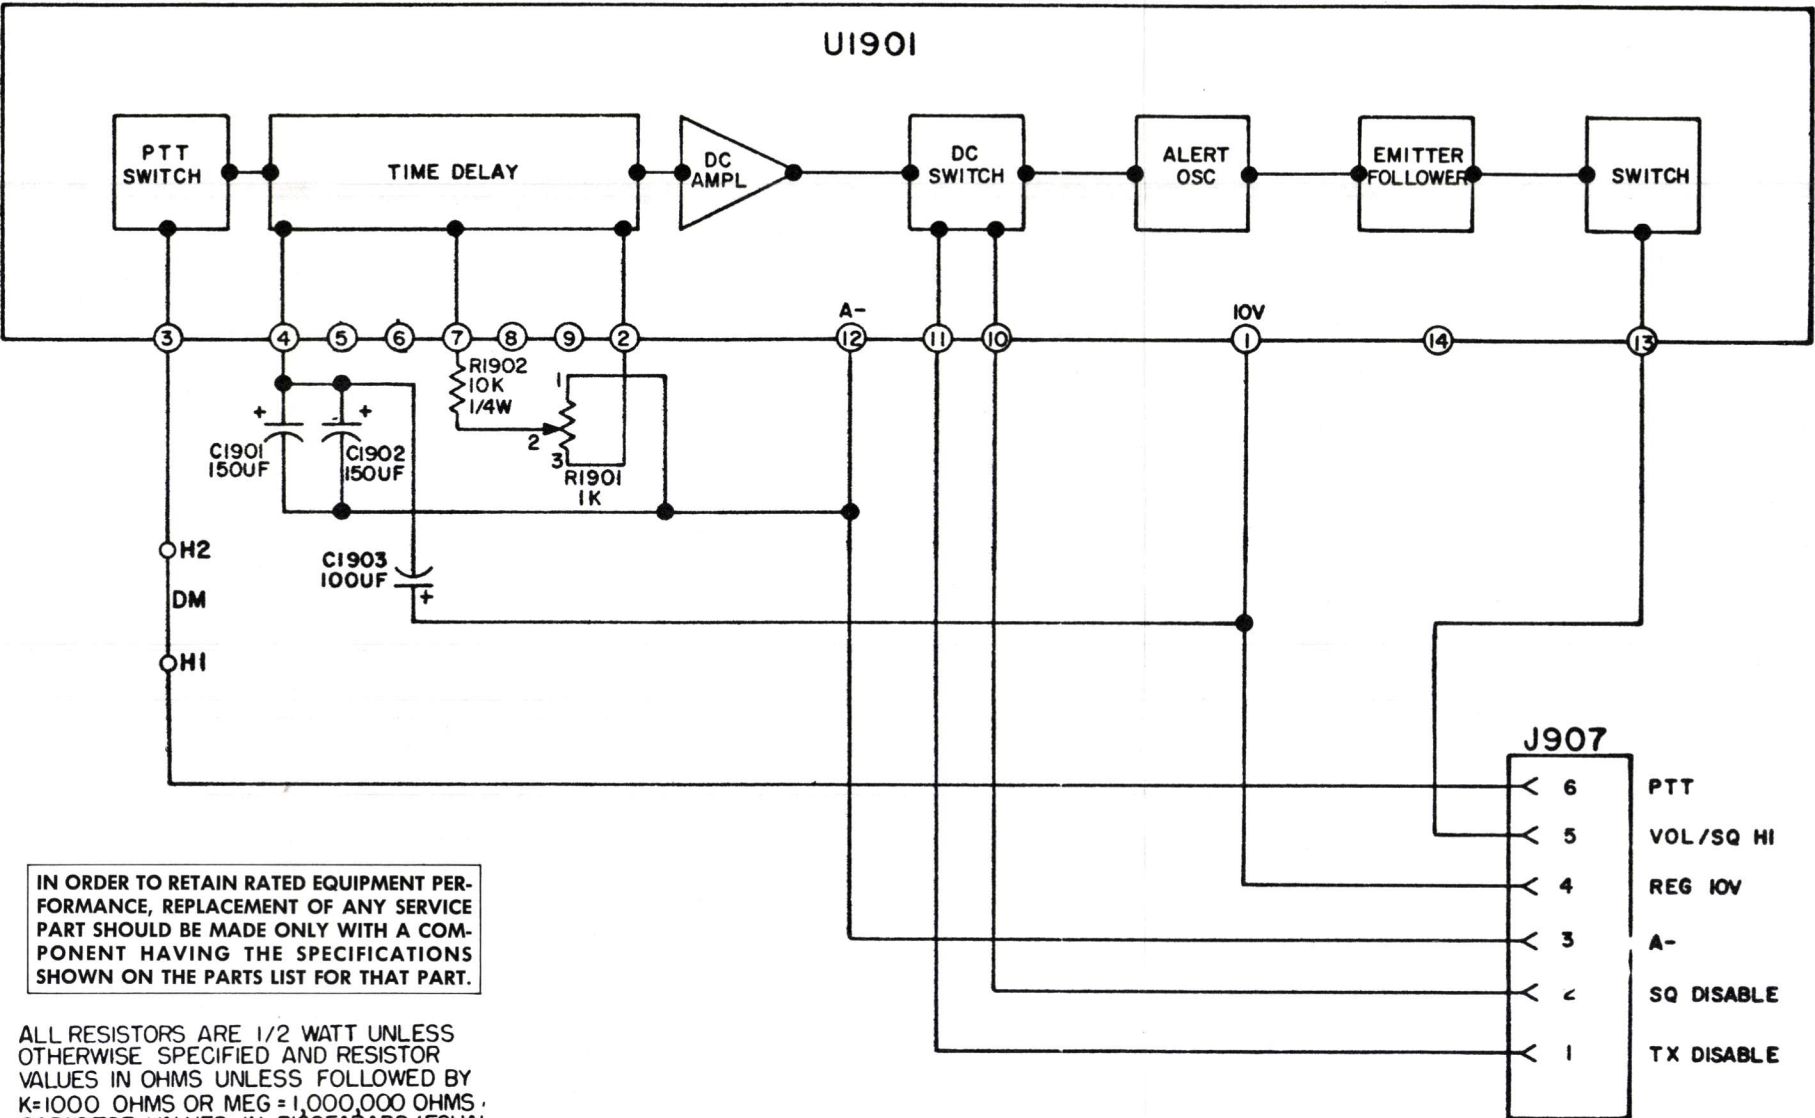 U1901
PTT
SWITCH
TIME DELAY
DC
AMPL
DC
SWITCH
ALERT
OSC
EMITTER
FOLLOWER
SWITCH
A-
10V
3
4
5
6
7
8
9
2
12
11
10
1
14
13
R1902
10K
1/4W
1
2
3
R1901
1K
+
C1901
150UF
+
C1902
150UF
H2
C1903
100UF
+
DM
H1
J907
6 PTT
5 VOL/SQ HI
4 REG 10V
3 A-
2 SQ DISABLE
1 TX DISABLE
IN ORDER TO RETAIN RATED EQUIPMENT PER-
FORMANCE, REPLACEMENT OF ANY SERVICE
PART SHOULD BE MADE ONLY WITH A COM-
PONENT HAVING THE SPECIFICATIONS
SHOWN ON THE PARTS LIST FOR THAT PART.
ALL RESISTORS ARE 1/2 WATT UNLESS
OTHERWISE SPECIFIED AND RESISTOR
VALUES IN OHMS UNLESS FOLLOWED BY
K=1000 OHMS OR MEG = 1,000,000 OHMS.